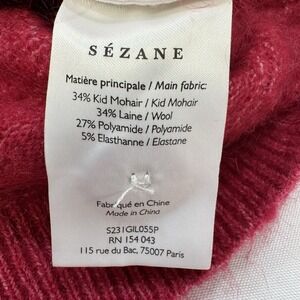 SÉZANE
Matière principale / Main fabric:
34% Kid Mohair / Kid Mohair
34% Laine / Wool
27% Polyamide / Polyamide
5% Elasthanne / Elastane
Fabriqué en Chine
Made in China
S231GIL055P
RN 154 043
115 rue du Bac, 75007 Paris